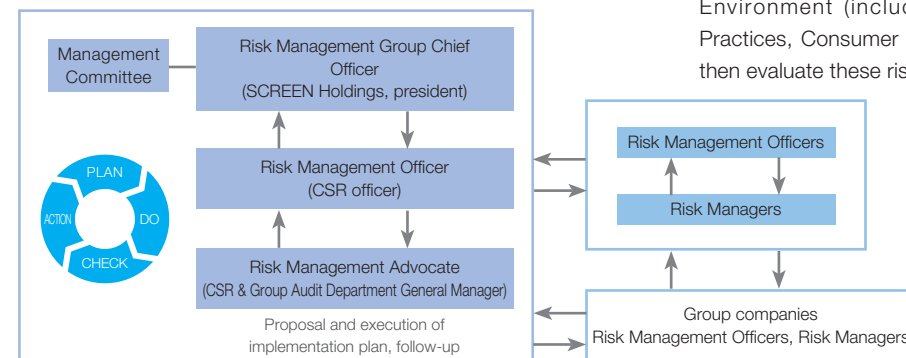 Environment (includ
Practices, Consumer
then evaluate these ris
Management
Committee
Risk Management Group Chief
Officer
(SCREEN Holdings, president)
Risk Management Officer
(CSR officer)
Risk Management Advocate
(CSR & Group Audit Department General Manager)
Proposal and execution of
implementation plan, follow-up
PLAN
DO
CHECK
ACTION
Risk Management Officers
Risk Managers
Group companies
Risk Management Officers, Risk Managers